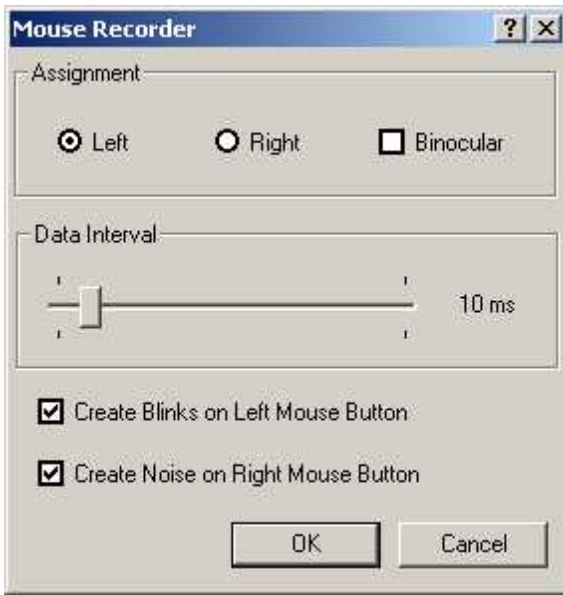 Mouse Recorder
Assignment
Left Right Binocular
Data Interval
10 ms
Create Blinks on Left Mouse Button
Create Noise on Right Mouse Button
OK Cancel